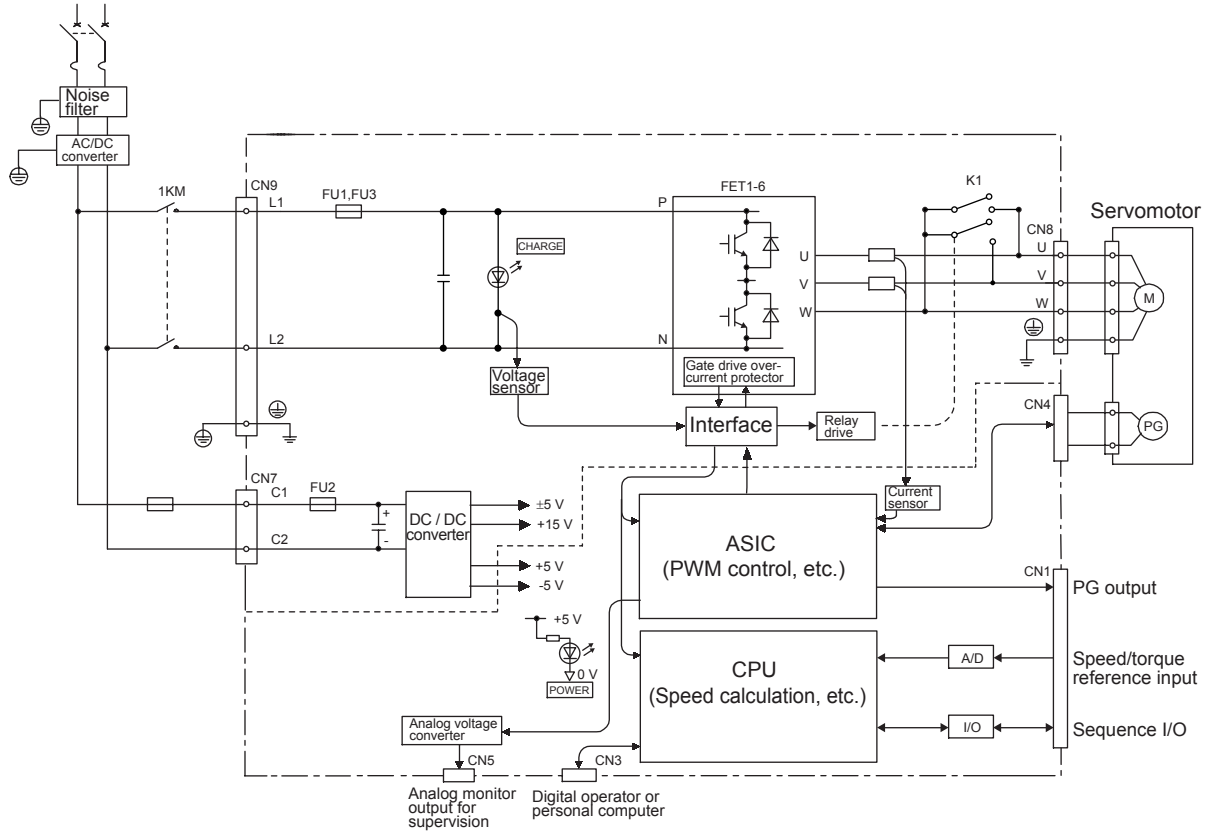 Noise
filter
AC/DC
converter
1KM
CN9
L1
FU1,FU3
P
FET1-6
K1
Servomotor
CN8
U
U
CHARGE
V
V
M
W
W
L2
N
Voltage
sensor
Gate drive over-
current protector
Interface
Relay
drive
CN4
PG
CN7
C1
FU2
C2
+
-
DC / DC
converter
±5 V
+15 V
+5 V
-5 V
Current
sensor
ASIC
(PWM control, etc.)
CN1
PG output
+5 V
0 V
POWER
CPU
(Speed calculation, etc.)
A/D
Speed/torque
reference input
I/O
Sequence I/O
Analog voltage
converter
CN5
CN3
Analog monitor
output for
supervision
Digital operator or
personal computer